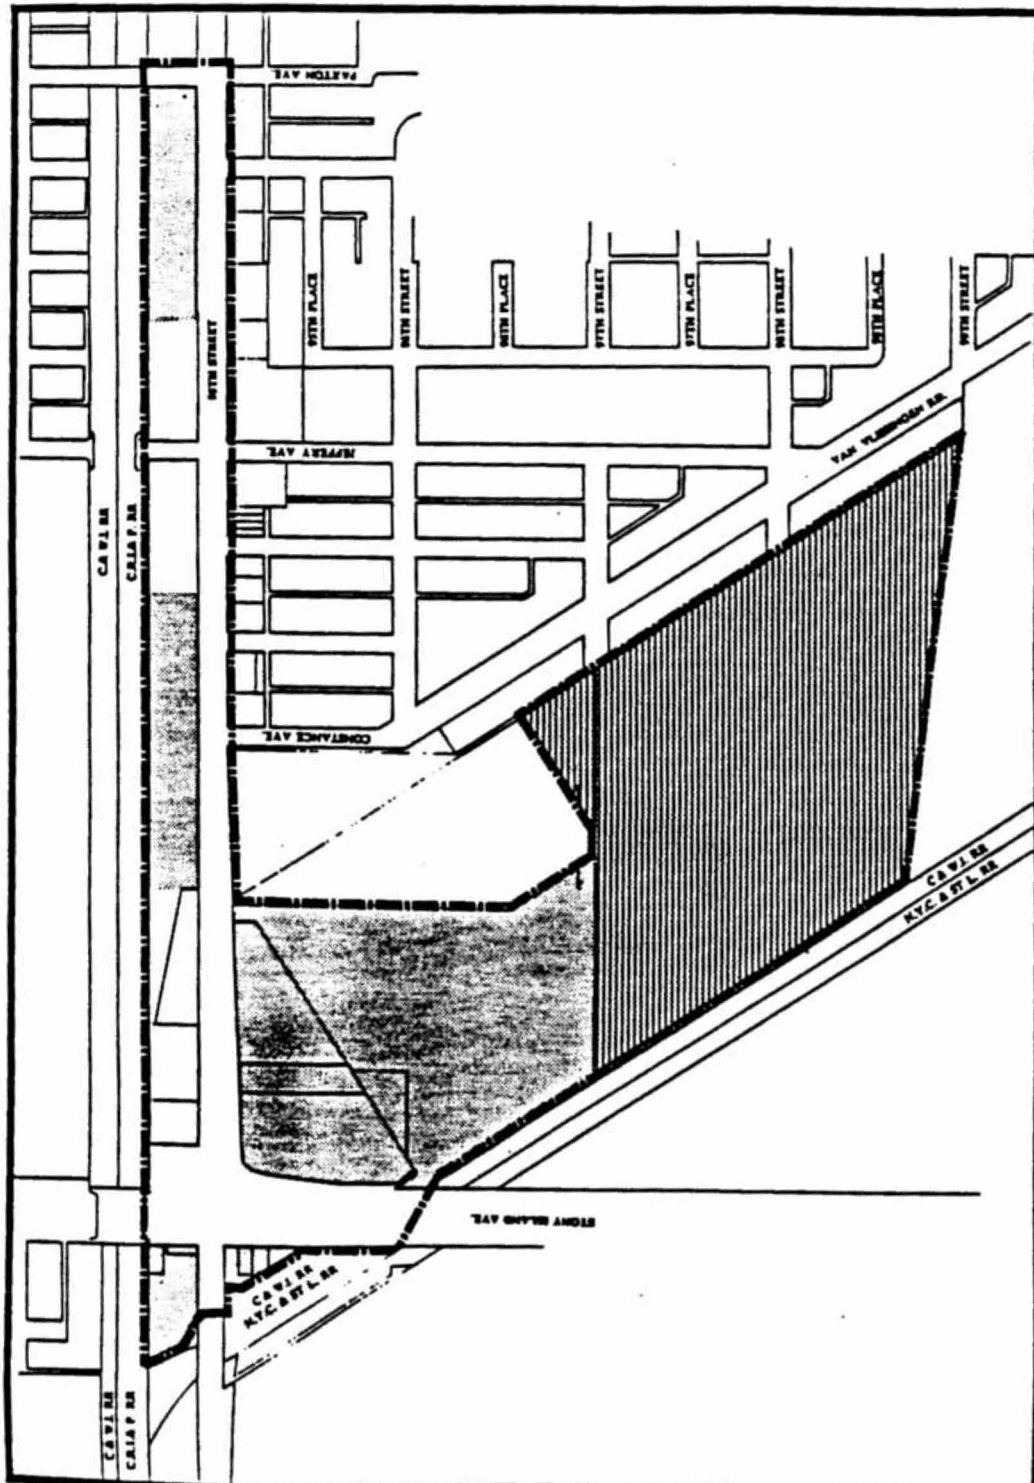 PAXTON AVE.
95TH STREET
95TH PLACE
96TH STREET
96TH PLACE
97TH STREET
97TH PLACE
98TH STREET
98TH PLACE
99TH STREET
JEFFERY AVE.
VAN VLISSINGEN RD.
C.& W.I. RR
C.R.I.& P. RR
CONSTANCE AVE.
C.& W.I. RR
N.Y.C. & ST L. RR
STONY ISLAND AVE.
C.& W.I. RR
N.Y.C. & ST L. RR
C.& W.I. RR
C.R.I.& P. RR